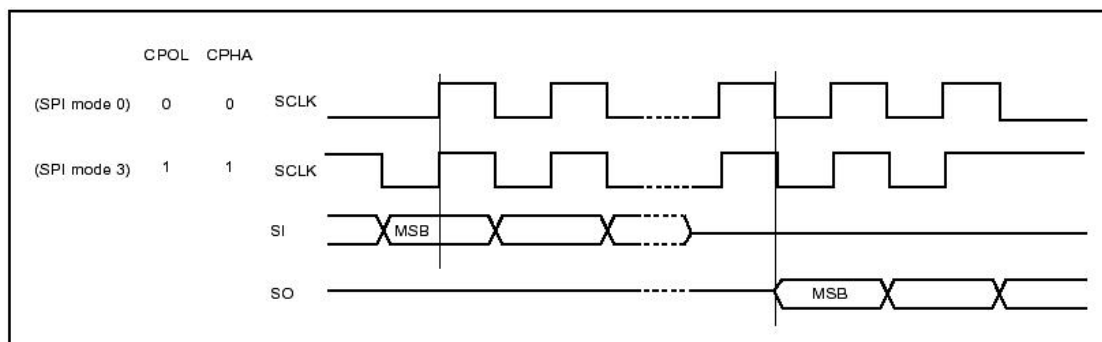 CPOL CPHA
(SPI mode 0) 0 0 SCLK
(SPI mode 3) 1 1 SCLK
SI MSB
SO MSB